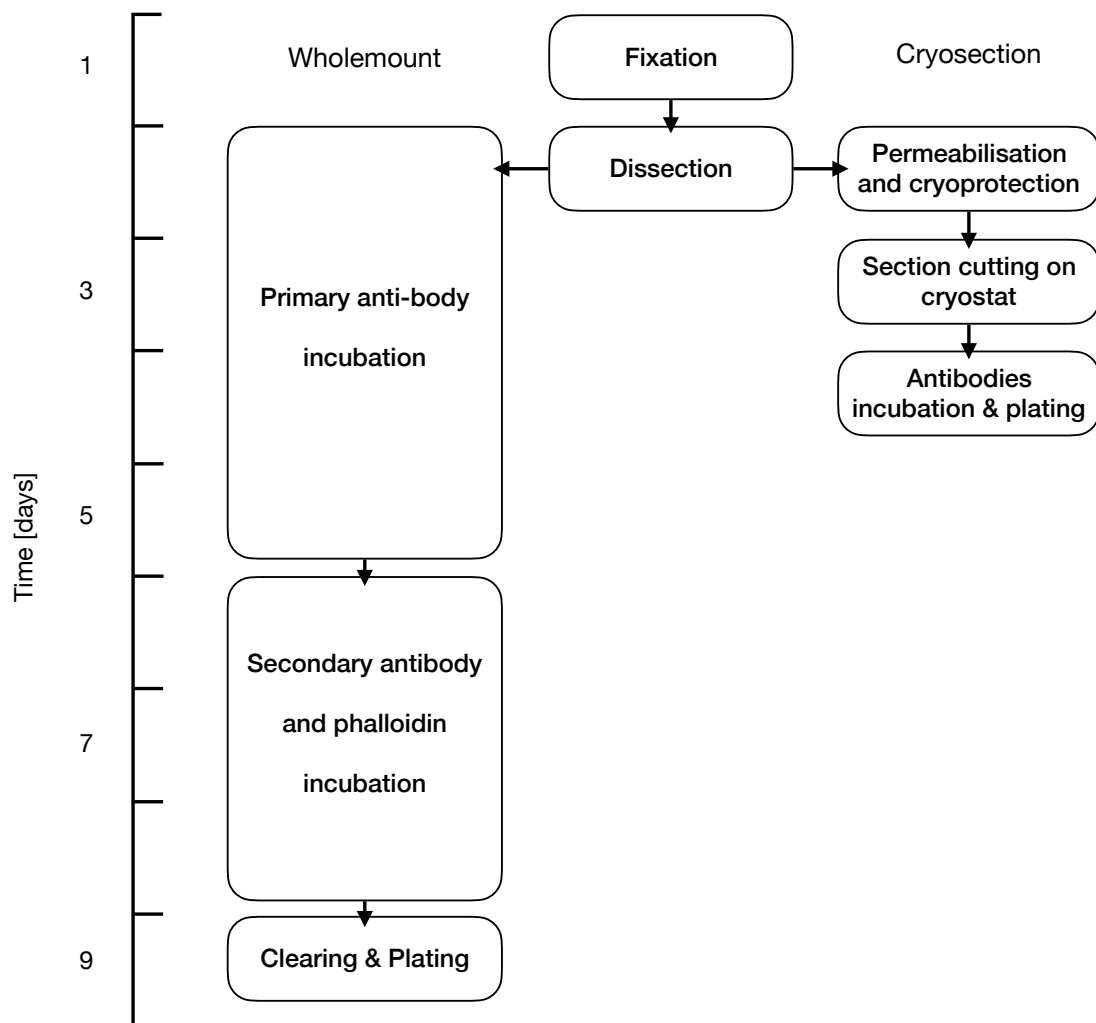 Wholemount
Fixation
Cryosection
1
Dissection
Permeabilisation
and cryoprotection
Section cutting on
cryostat
3
Primary anti-body
incubation
Antibodies
incubation & plating
Time [days]
5
Secondary antibody
and phalloidin
incubation
7
Clearing & Plating
9